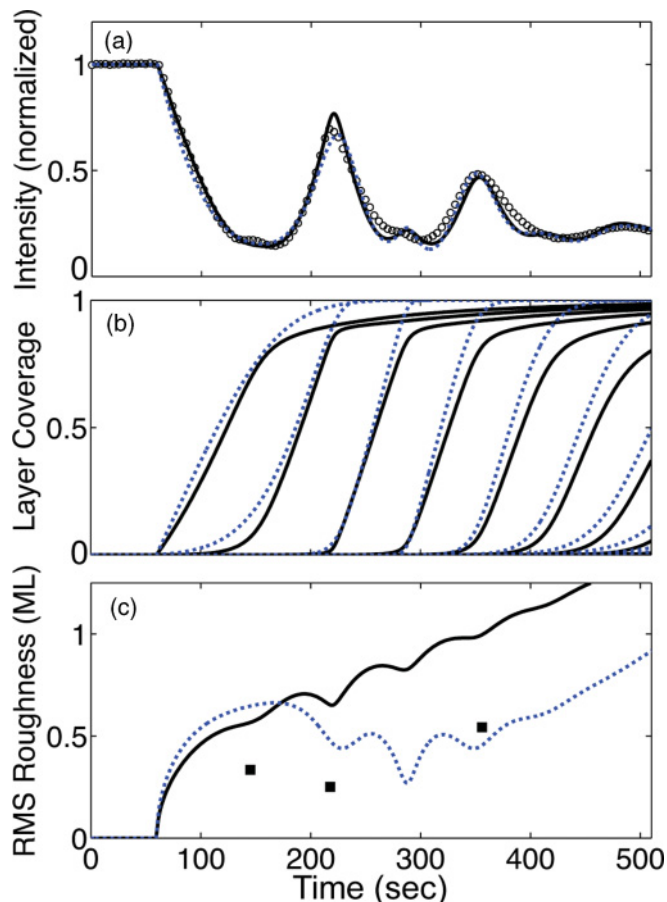 (a)
Intensity (normalized)
1
0.5
0
(b)
Layer Coverage
1
0.5
0
(c)
RMS Roughness (ML)
1
0.5
0
0 100 200 300 400 500
Time (sec)